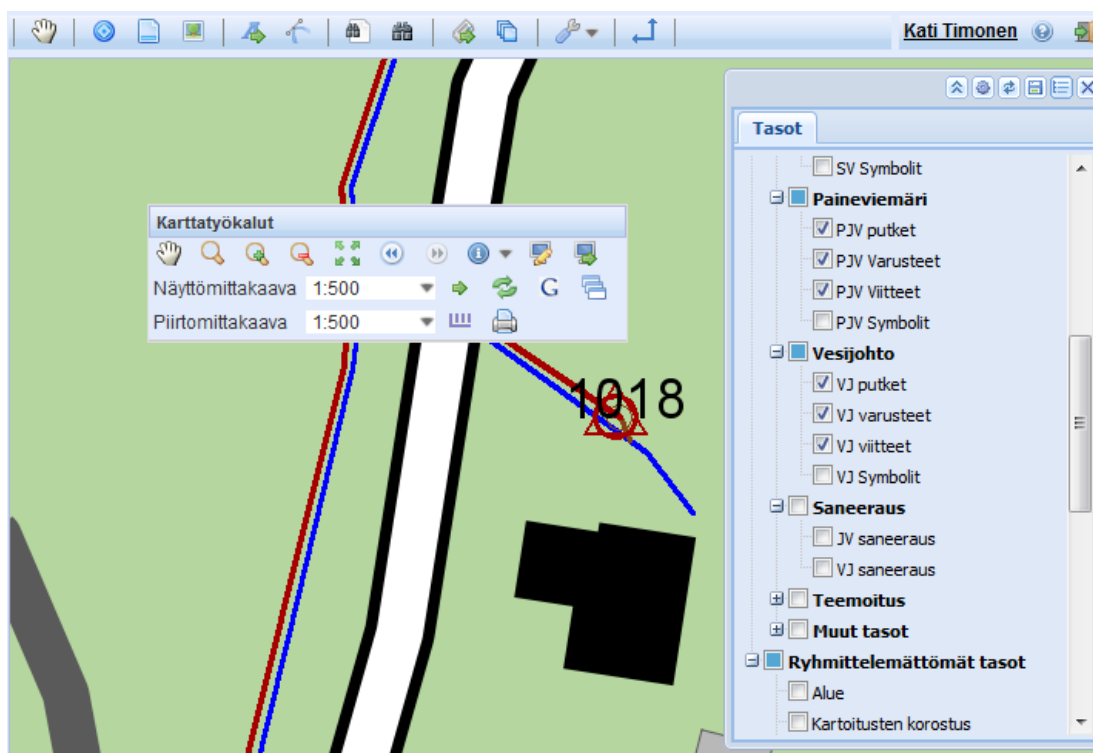 Kati Timonen
Tasot
SV Symbolit
Paineviemäri
PJV putket
PJV Varusteet
PJV Viitteet
PJV Symbolit
Vesijohto
VJ putket
VJ varusteet
VJ viitteet
VJ Symbolit
Saneeraus
JV saneeraus
VJ saneeraus
Teemoitus
Muut tasot
Ryhmittelemättömät tasot
Alue
Kartoitusten korostus
Karttatyökalut
Näyttömittakaava 1:500 G
Piirtomittakaava 1:500
1018